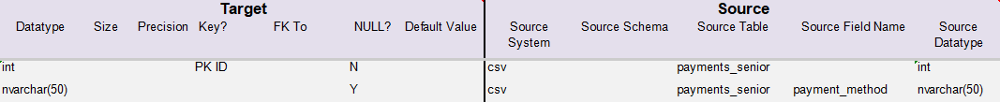 Target Source
Datatype Size Precision Key? FK To NULL? Default Value Source System Source Schema Source Table Source Field Name Source Datatype
int PK ID N csv payments_senior int
nvarchar(50) Y csv payments_senior payment_method nvarchar(50)